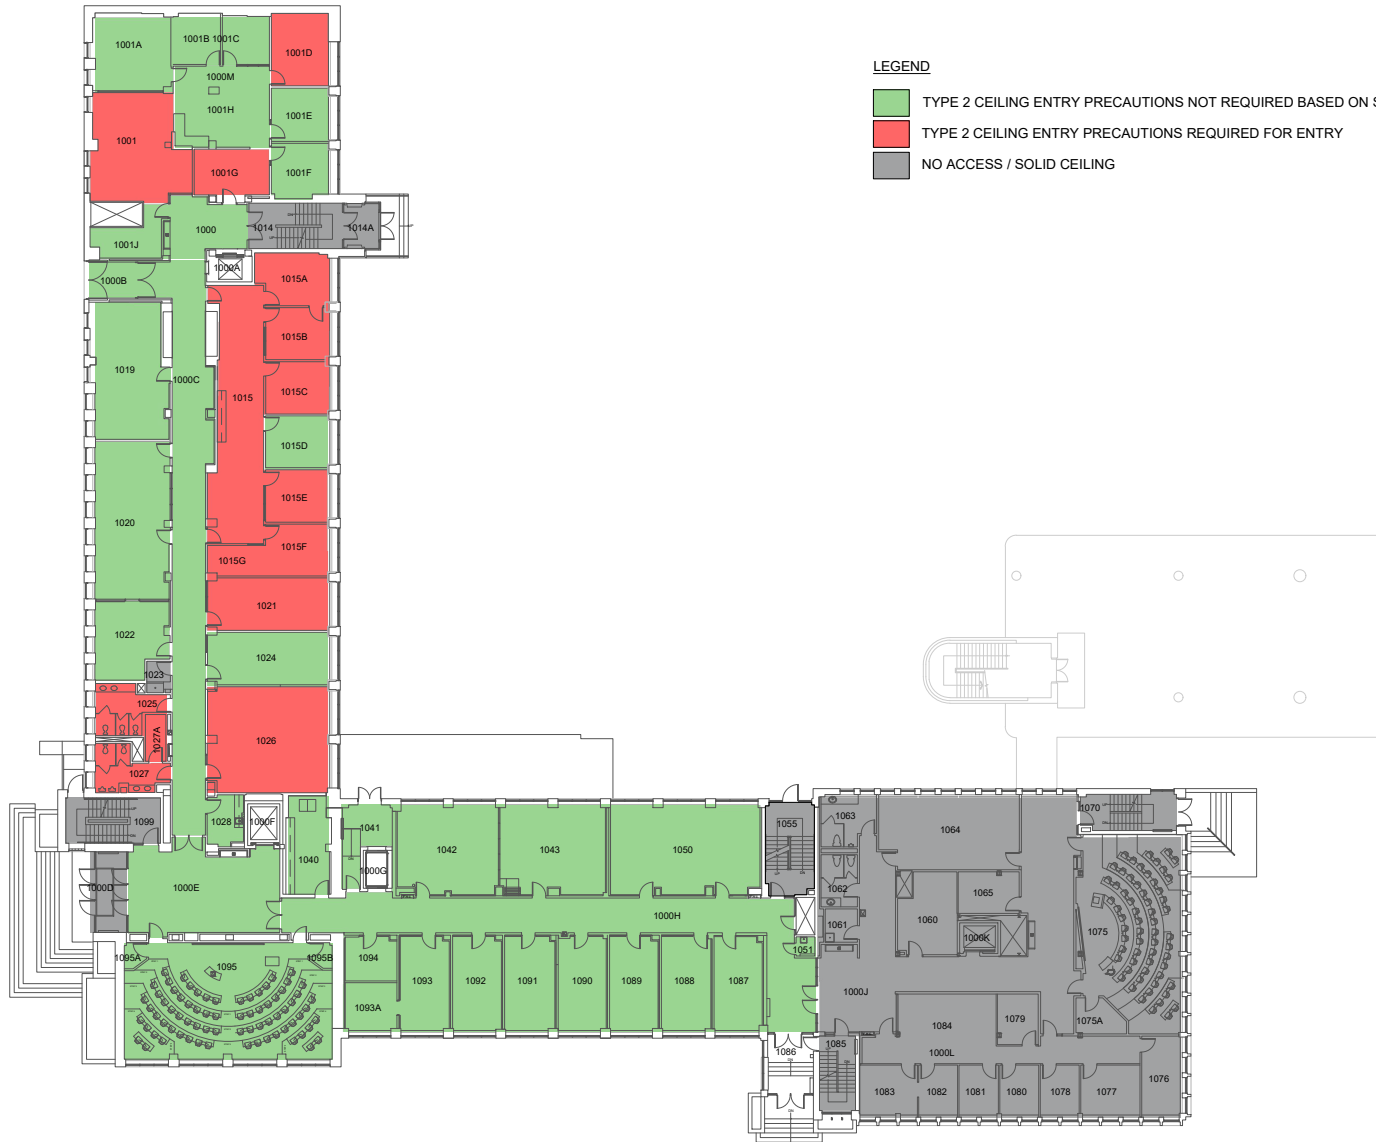 LEGEND
TYPE 2 CEILING ENTRY PRECAUTIONS NOT REQUIRED BASED ON
TYPE 2 CEILING ENTRY PRECAUTIONS REQUIRED FOR ENTRY
NO ACCESS / SOLID CEILING
1001A
1001B 1001C
1001D
1000M
1001H
1001E
1001
1001G
1001F
1000
1014
1014A
1001J
1000A
1000B
1015A
1015B
1019
1000C
1015
1015C
1015D
1015E
1020
1015F
1015G
1021
1022
1024
1023
1025
1026
1027A
1027
1099
1028
1000F
1040
1041
1042
1043
1050
1055
1063
1064
1070
1000G
1000D
1000E
1062
1065
1060
1061
1000K
1075
1000H
1051
1095A
1095
1095B
1094
1093
1092
1091
1090
1089
1088
1087
1093A
1000J
1084
1079
1075A
1086
1085
1000L
1083
1082
1081
1080
1078
1077
1076